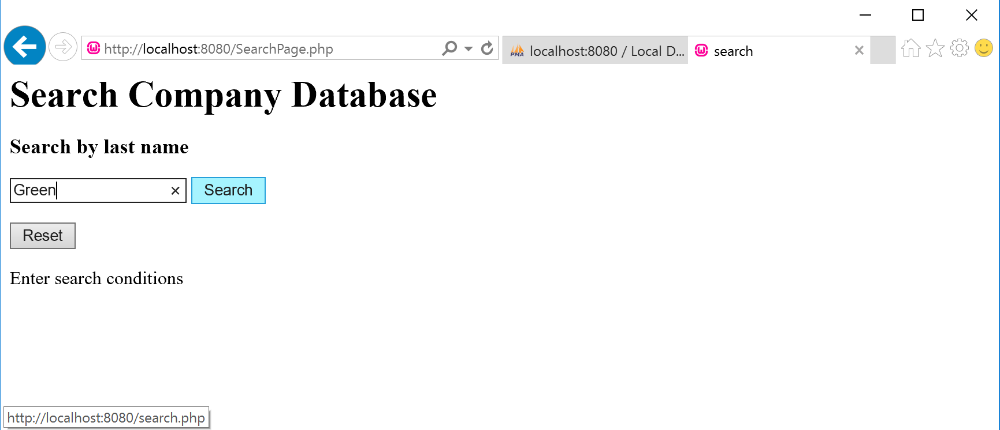 http://localhost:8080/SearchPage.php
PMA
localhost:8080 / Local D...
search
Search Company Database
Search by last name
Green
Search
Reset
Enter search conditions
http://localhost:8080/search.php